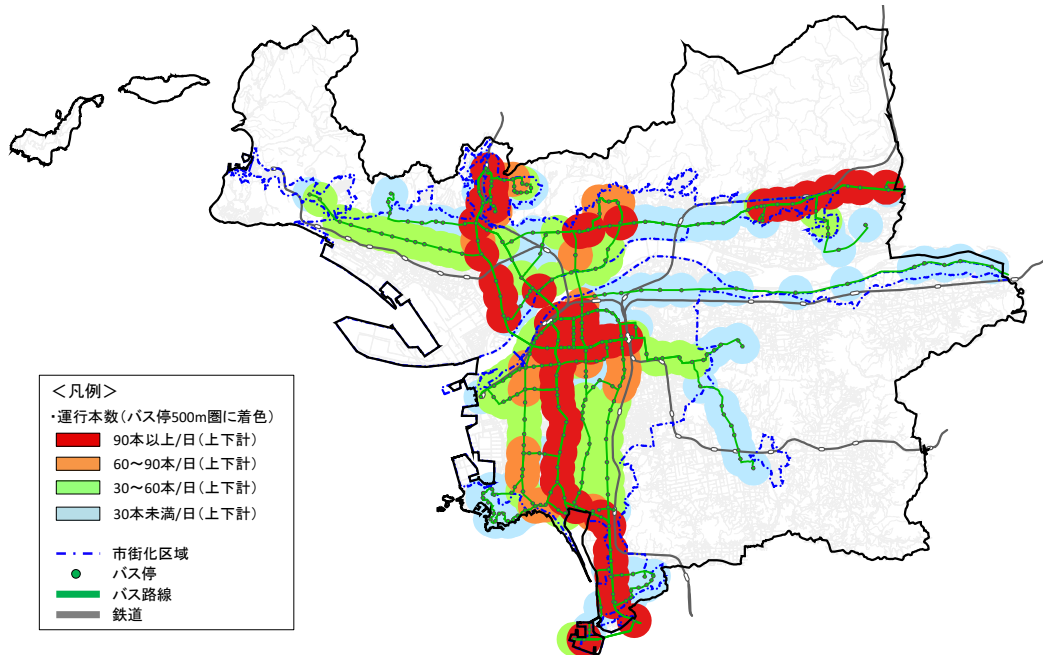 ＜凡例＞
・運行本数(バス停500m圏に着色)
90本以上/日(上下計)
60～90本/日(上下計)
30～60本/日(上下計)
30本未満/日(上下計)
市街化区域
バス停
バス路線
鉄道